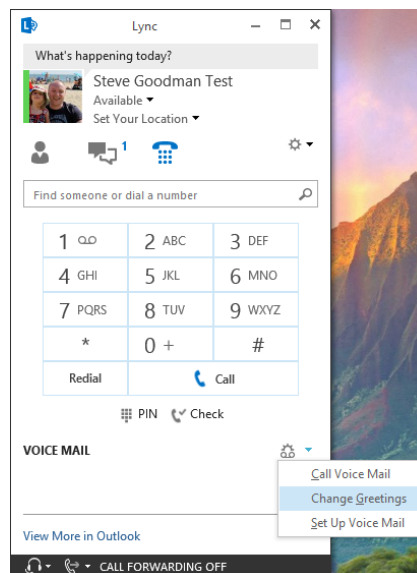 Lync
What's happening today?
Steve Goodman Test
Available
Set Your Location
1
Find someone or dial a number
1 2 ABC 3 DEF
4 GHI 5 JKL 6 MNO
7 PQRS 8 TUV 9 WXYZ
* 0 + #
Redial Call
PIN Check
VOICE MAIL
Call Voice Mail
Change Greetings
Set Up Voice Mail
View More in Outlook
CALL FORWARDING OFF